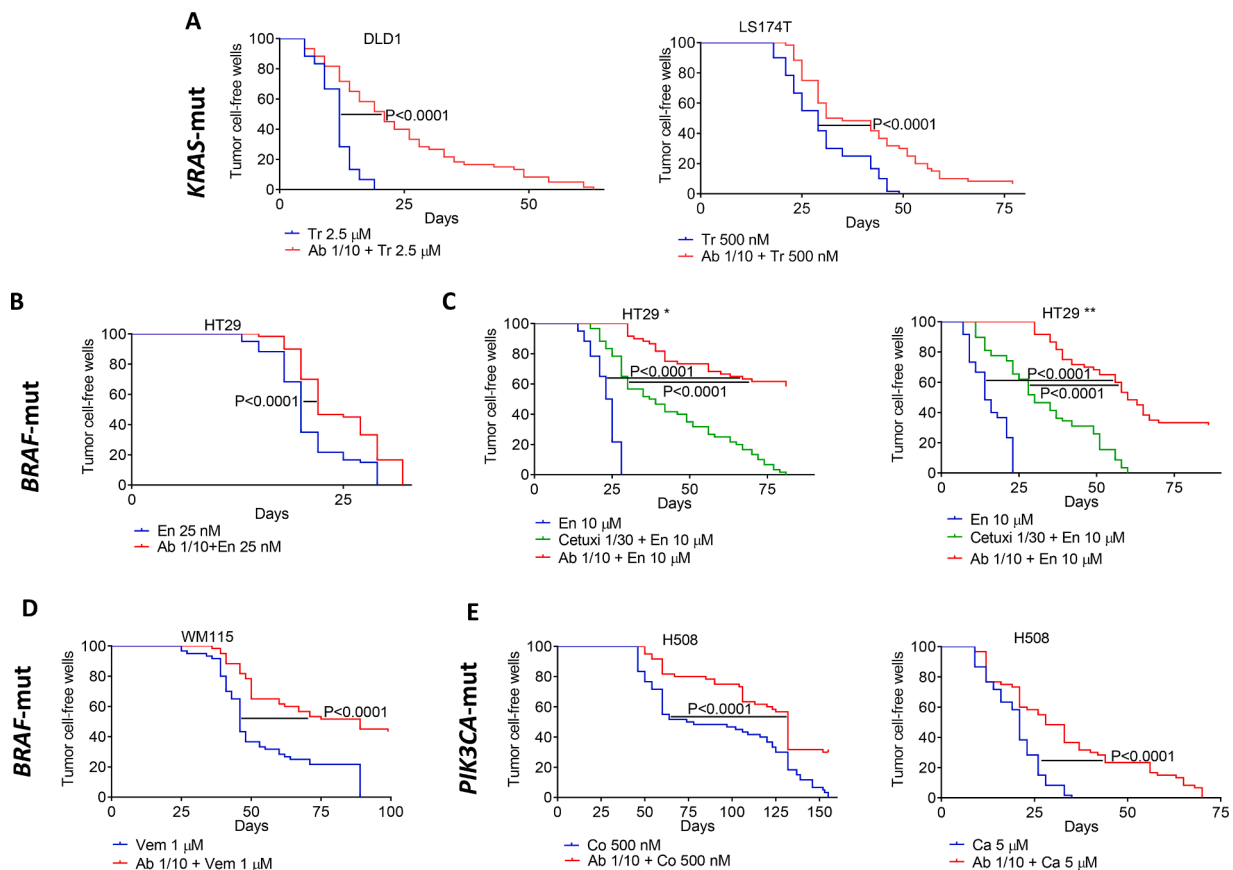 A
KRAS-mut
DLD1
Tumor cell-free wells
100
80
60
40
20
P<0.0001
0
25
50
Days
Tr 2.5 µM
Ab 1/10 + Tr 2.5 µM
LS174T
Tumor cell-free wells
100
80
60
40
20
P<0.0001
0
25
50
75
Days
Tr 500 nM
Ab 1/10 + Tr 500 nM
B
BRAF-mut
HT29
Tumor cell-free wells
100
80
60
40
20
0
P<0.0001
0
25
Days
En 25 nM
Ab 1/10+En 25 nM
C
HT29 *
Tumor cell-free wells
100
80
60
40
20
0
P<0.0001
P<0.0001
0
25
50
75
Days
En 10 µM
Cetuxi 1/30 + En 10 µM
Ab 1/10 + En 10 µM
HT29 **
Tumor cell-free wells
100
80
60
40
20
0
P<0.0001
P<0.0001
0
25
50
75
Days
En 10 µM
Cetuxi 1/30 + En 10 µM
Ab 1/10 + En 10 µM
D
BRAF-mut
WM115
Tumor cell-free wells
100
80
60
40
20
0
P<0.0001
0
25
50
75
100
Days
Vem 1 µM
Ab 1/10 + Vem 1 µM
E
PIK3CA-mut
H508
Tumor cell-free wells
100
80
60
40
20
0
P<0.0001
0
25
50
75
100
125
150
Days
Co 500 nM
Ab 1/10 + Co 500 nM
H508
Tumor cell-free wells
100
80
60
40
20
0
P<0.0001
0
25
50
75
Days
Ca 5 µM
Ab 1/10 + Ca 5 µM